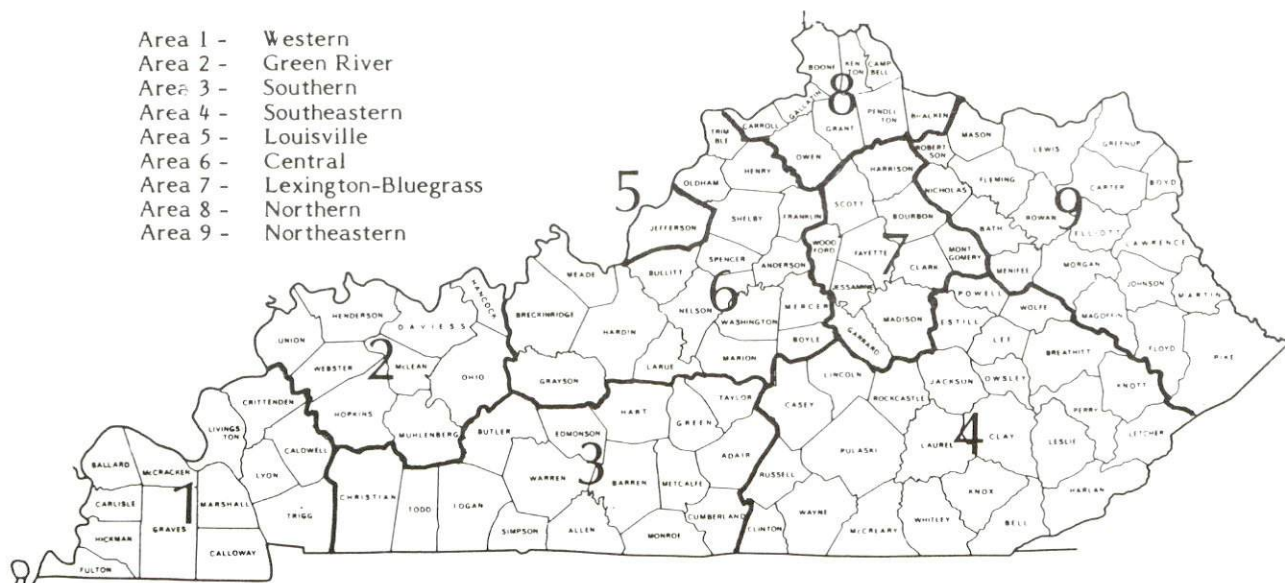 Area 1 - Western
Area 2 - Green River
Area 3 - Southern
Area 4 - Southeastern
Area 5 - Louisville
Area 6 - Central
Area 7 - Lexington-Bluegrass
Area 8 - Northern
Area 9 - Northeastern
BOONE
KEN
TON
CAMP
BELL
8
GALLATIN
CARROLL
GRANT
PENDLE
TON
BRACKEN
TRIM
BLE
OWEN
MASON
LEWIS
GREENUP
ROBERT
SON
HARRISON
HENRY
OLDHAM
5
FLEMING
CARTER
BOYD
NICHOLAS
SCOTT
SHELBY
FRANKLIN
BOURBON
ROWAN
9
BATH
ELLIOTT
LAWRENCE
JEFFERSON
WOOD
FORD
FAYETTE
7
MONT
GOMERY
CLARK
MENIFEE
MORGAN
SPENCER
ANDERSON
BULLITT
MEADE
JESSAMINE
JOHNSON
MARTIN
POWELL
WOLFE
MAGOFFIN
HANCOCK
BRECKINRIDGE
NELSON
6
MERCER
WASHINGTON
MADISON
ESTILL
HENDERSON
DAVIESS
HARDIN
GARRARD
LEE
BREATHITT
FLOYD
PIKE
UNION
BOYLE
WEBSTER
2
McLEAN
OHIO
MARION
LARUE
GRAYSON
LINCOLN
JACKSON
OWSLEY
KNOTT
CRITTENDEN
HOPKINS
MUHLENBERG
HART
TAYLOR
CASEY
ROCKCASTLE
PERRY
LIVINGS
TON
BUTLER
EDMONSON
GREEN
LAUREL
4
CLAY
LESLIE
LETCHER
CALDWELL
PULASKI
ADAIR
BALLARD
McCRACKEN
LYON
WARREN
3
BARREN
METCALFE
RUSSELL
CARLISLE
1
MARSHALL
CHRISTIAN
TODD
LOGAN
KNOX
HARLAN
GRAVES
TRIGG
SIMPSON
ALLEN
MONROE
CUMBERLAND
CLINTON
WAYNE
McCREARY
WHITLEY
BELL
HICKMAN
CALLOWAY
FULTON